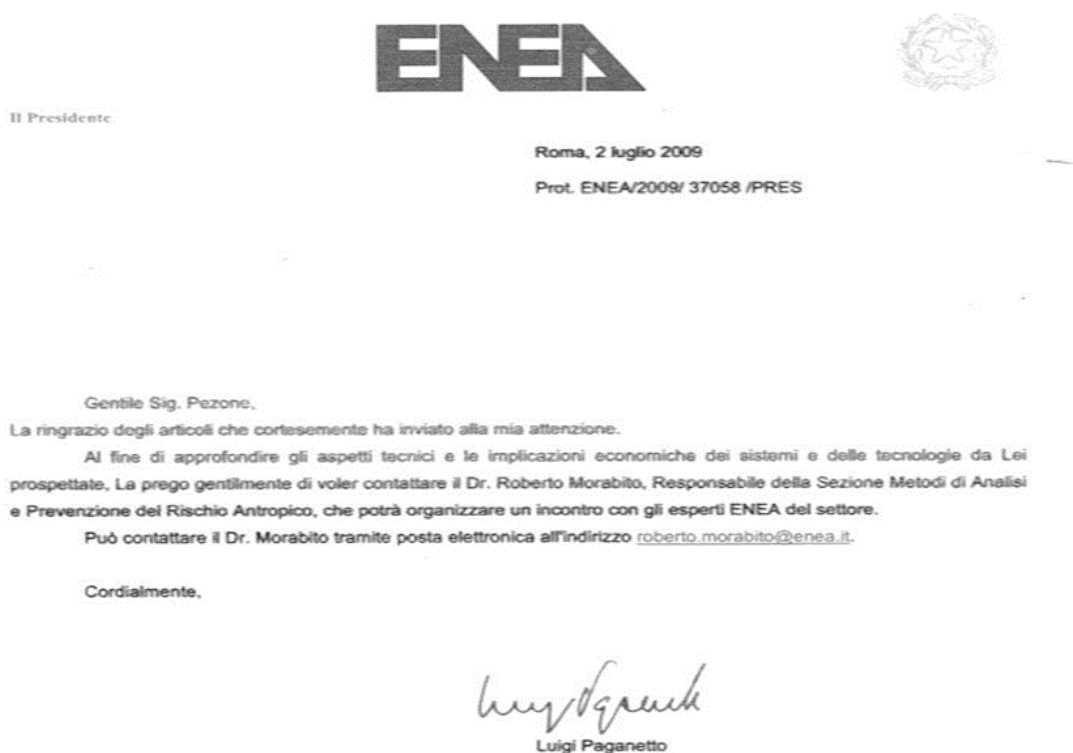 ENEA
Il Presidente
Roma, 2 luglio 2009
Prot. ENEA/2009/ 37058 /PRES
Gentile Sig. Pezone,
La ringrazio degli articoli che cortesemente ha inviato alla mia attenzione.
Al fine di approfondire gli aspetti tecnici e le implicazioni economiche dei sistemi e delle tecnologie da Lei
prospettate, La prego gentilmente di voler contattare il Dr. Roberto Morabito, Responsabile della Sezione Metodi di Analisi
e Prevenzione del Rischio Antropico, che potrà organizzare un incontro con gli esperti ENEA del settore.
Può contattare il Dr. Morabito tramite posta elettronica all'indirizzo roberto.morabito@enea.it.
Cordialmente,
Luigi Paganetto